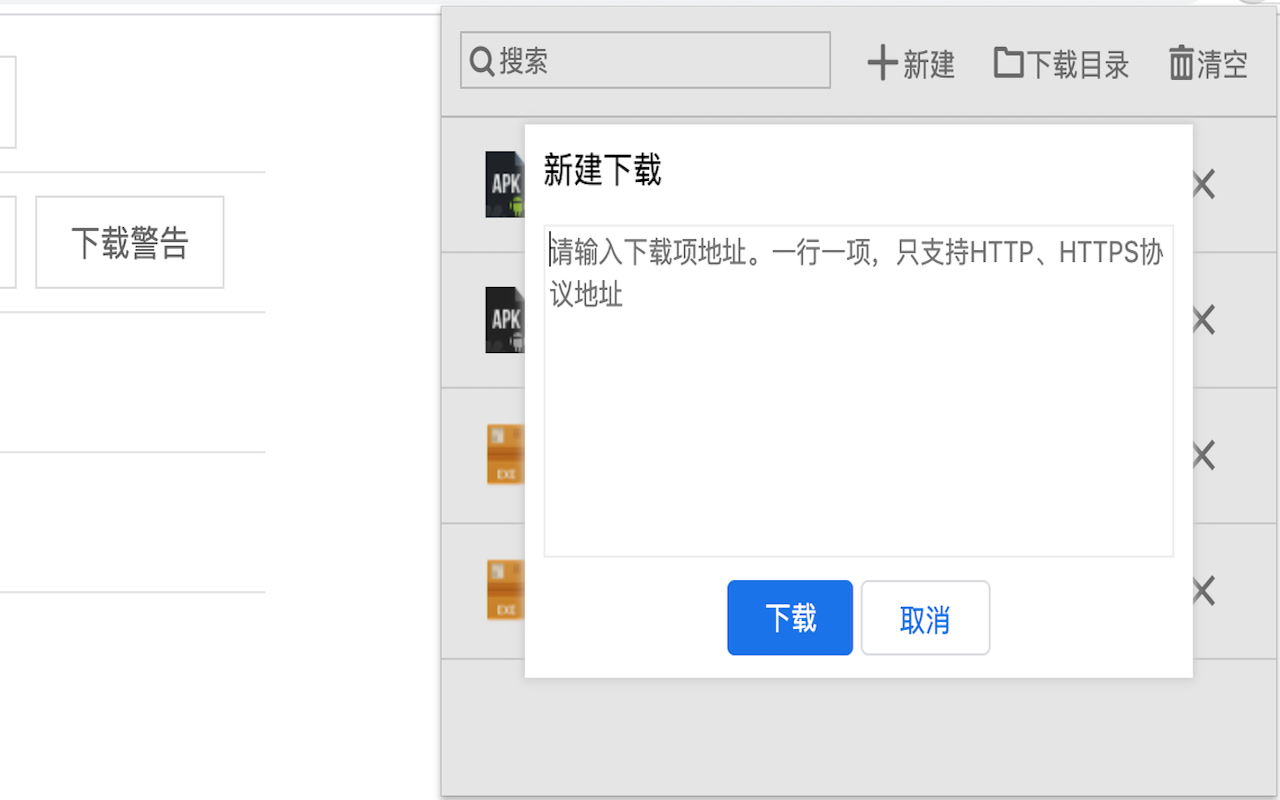 搜索
新建
下载目录
清空
新建下载
APK
下载警告
请输入下载项地址。一行一项，只支持HTTP、HTTPS协
议地址
APK
EXE
EXE
下载
取消